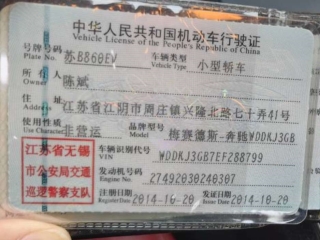 中华人民共和国机动车行驶证
Vehicle License of the People's Republic of China
号牌号码 苏B860EV 车辆类型 小型轿车
Plate No. Vehicle Type
所有人 陈斌
Owner
住址 江苏省江阴市周庄镇兴隆北路七十弄41号
Address
使用性质 非营运 品牌型号 梅赛德斯-奔驰WDDKJ3GB
Use Character Model
江苏省无锡市公安局交通巡逻警察支队
车辆识别代号 WDDKJ3GB7EF288799
VIN
发动机号码 27492030240307
Engine No.
注册日期 2014-10-20 发证日期 2014-10-20
Register Date Issue Date